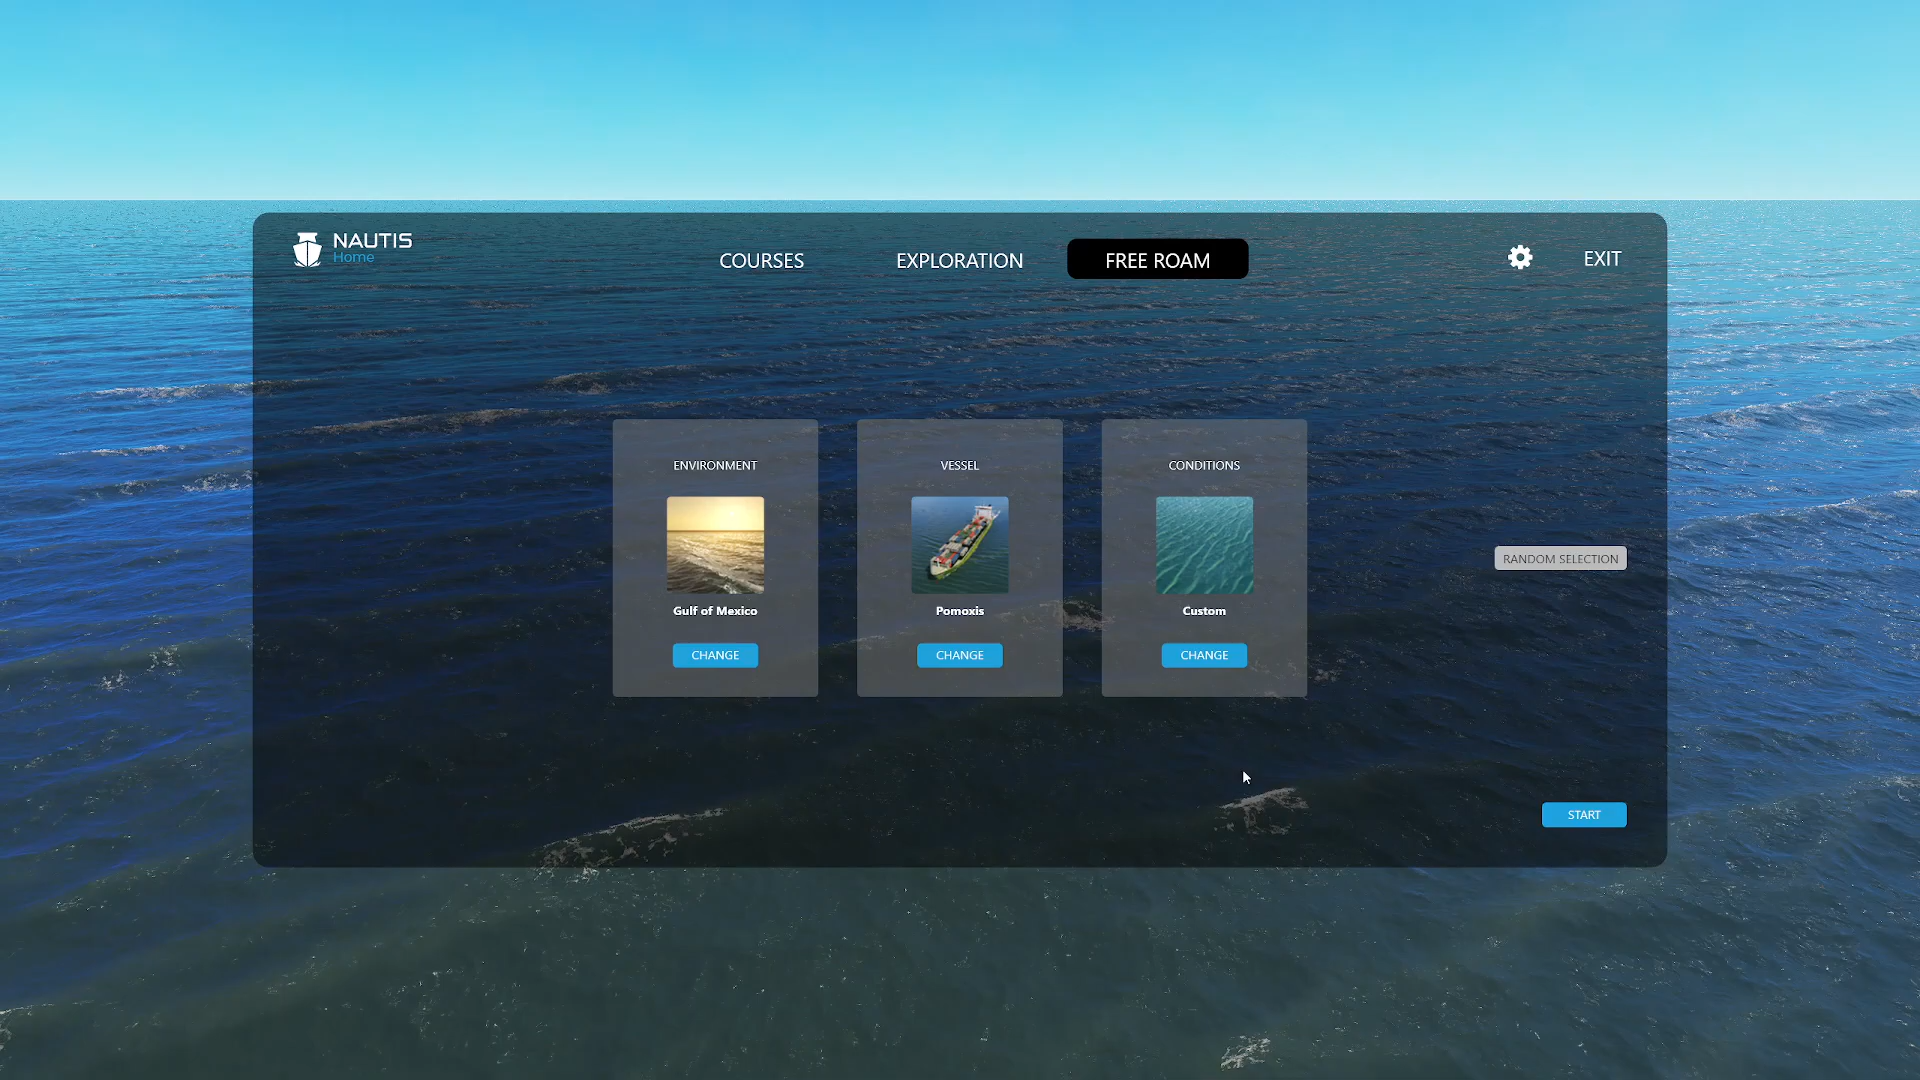 NAUTIS
Home
COURSES
EXPLORATION
FREE ROAM
EXIT
ENVIRONMENT
Gulf of Mexico
CHANGE
VESSEL
Pomoxis
CHANGE
CONDITIONS
Custom
CHANGE
RANDOM SELECTION
START